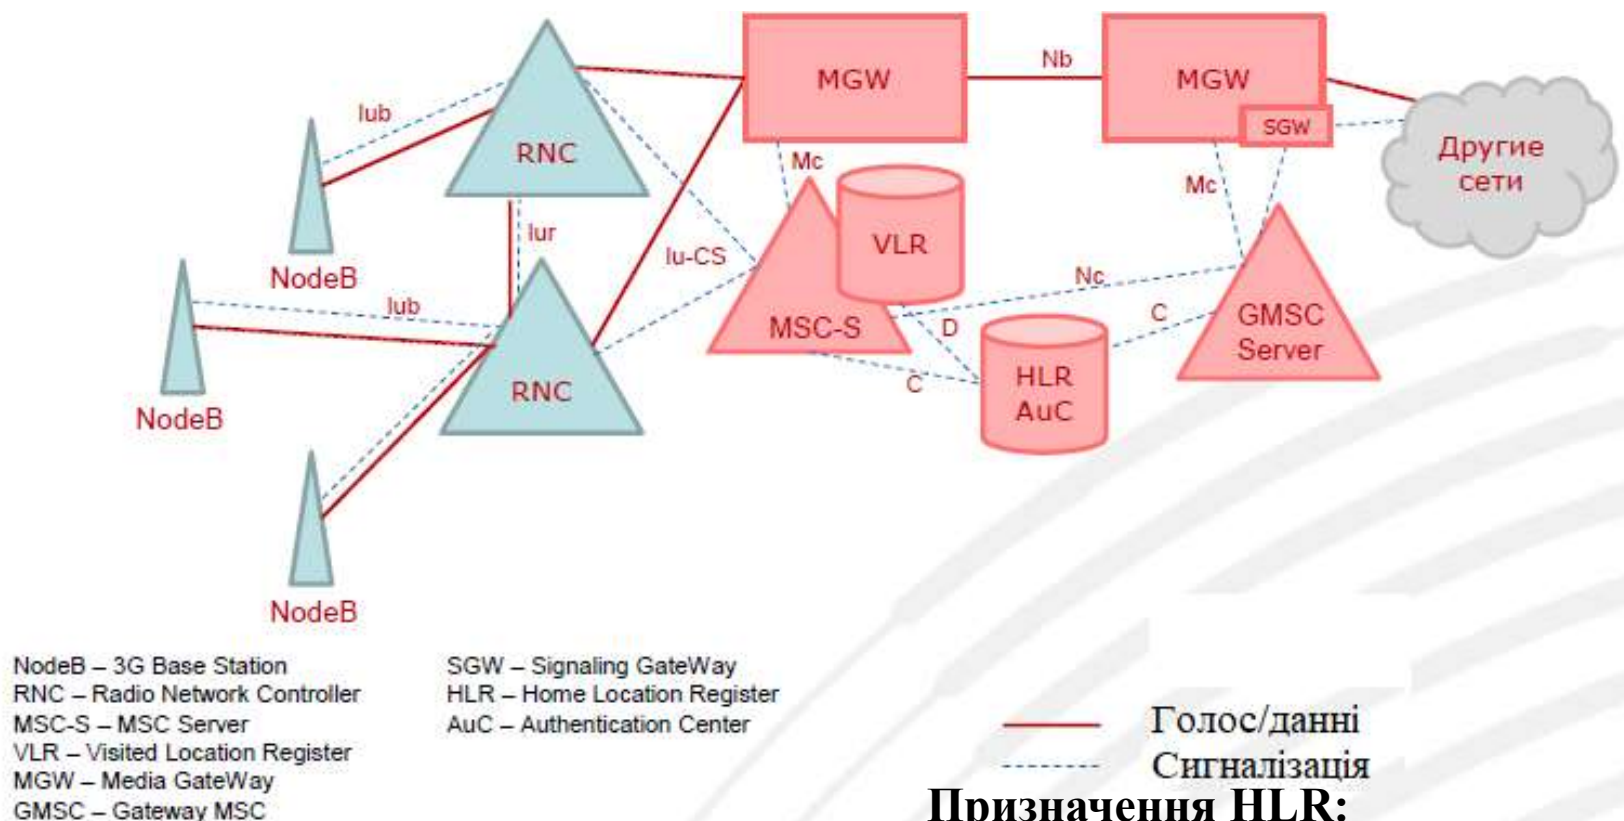 MGW
Nb
MGW
SGW
Другие
сети
Iub
RNC
Mc
Mc
VLR
Iur
Iu-CS
NodeB
Iub
Nc
MSC-S
D
C
GMSC
Server
RNC
C
HLR
AuC
NodeB
NodeB
NodeB – 3G Base Station
RNC – Radio Network Controller
MSC-S – MSC Server
VLR – Visited Location Register
MGW – Media GateWay
GMSC – Gateway MSC
SGW – Signaling GateWay
HLR – Home Location Register
AuC – Authentication Center
Голос/данні
Сигналізація
Призначення HLR: